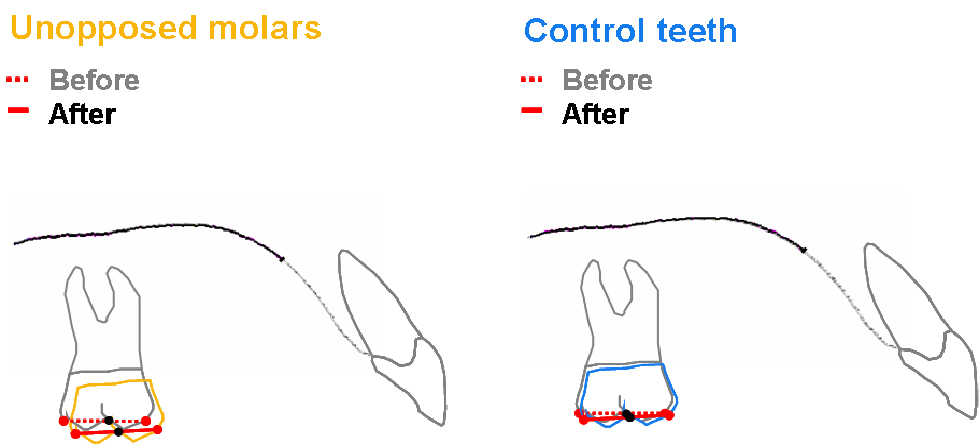 Unopposed molars
Before
After
Control teeth
Before
After